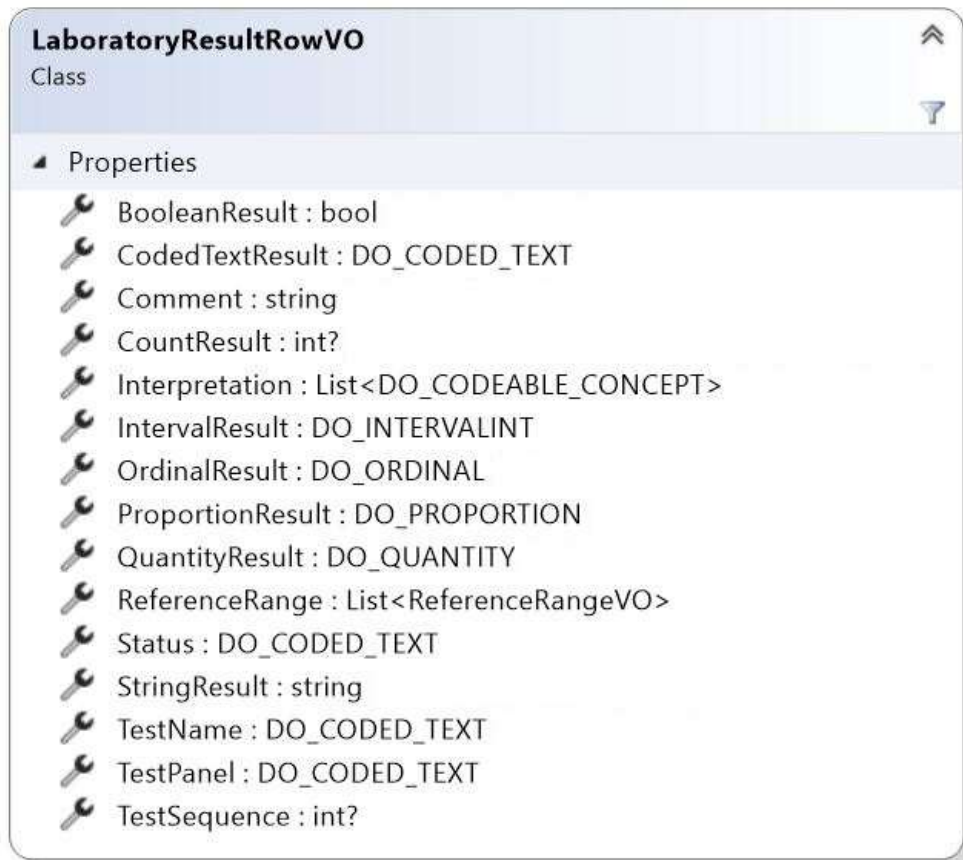 LaboratoryResultRowVO
Class
Properties
BooleanResult : bool
CodedTextResult : DO_CODED_TEXT
Comment : string
CountResult : int?
Interpretation : List<DO_CODEABLE_CONCEPT>
IntervalResult : DO_INTERVALINT
OrdinalResult : DO_ORDINAL
ProportionResult : DO_PROPORTION
QuantityResult : DO_QUANTITY
ReferenceRange : List<ReferenceRangeVO>
Status : DO_CODED_TEXT
StringResult : string
TestName : DO_CODED_TEXT
TestPanel : DO_CODED_TEXT
TestSequence : int?